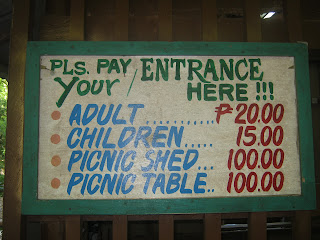 PLS. PAY / ENTRANCE
YOUR HERE !!!
ADULT ............ ₱ 20.00
CHILDREN ...... 15.00
PICNIC SHED.... 100.00
PICNIC TABLE.. 100.00